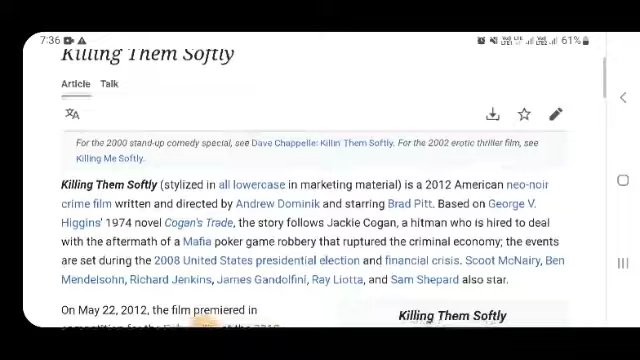 7:36
61%
Killing Them Softly
Article Talk
For the 2000 stand-up comedy special, see Dave Chappelle: Killin Them Softly. For the 2002 erotic thriller film, see
Killing Me Softly.
Killing Them Softly (stylized in all lowercase in marketing material) is a 2012 American neo-noir
crime film written and directed by Andrew Dominik and starring Brad Pitt. Based on George V.
Higgins' 1974 novel Cogan's Trade, the story follows Jackie Cogan, a hitman who is hired to deal
with the aftermath of a Mafia poker game robbery that ruptured the criminal economy; the events
are set during the 2008 United States presidential election and financial crisis. Scoot McNairy, Ben
Mendelsohn, Richard Jenkins, James Gandolfini, Ray Liotta, and Sam Shepard also star.
On May 22, 2012, the film premiered in
Killing Them Softly